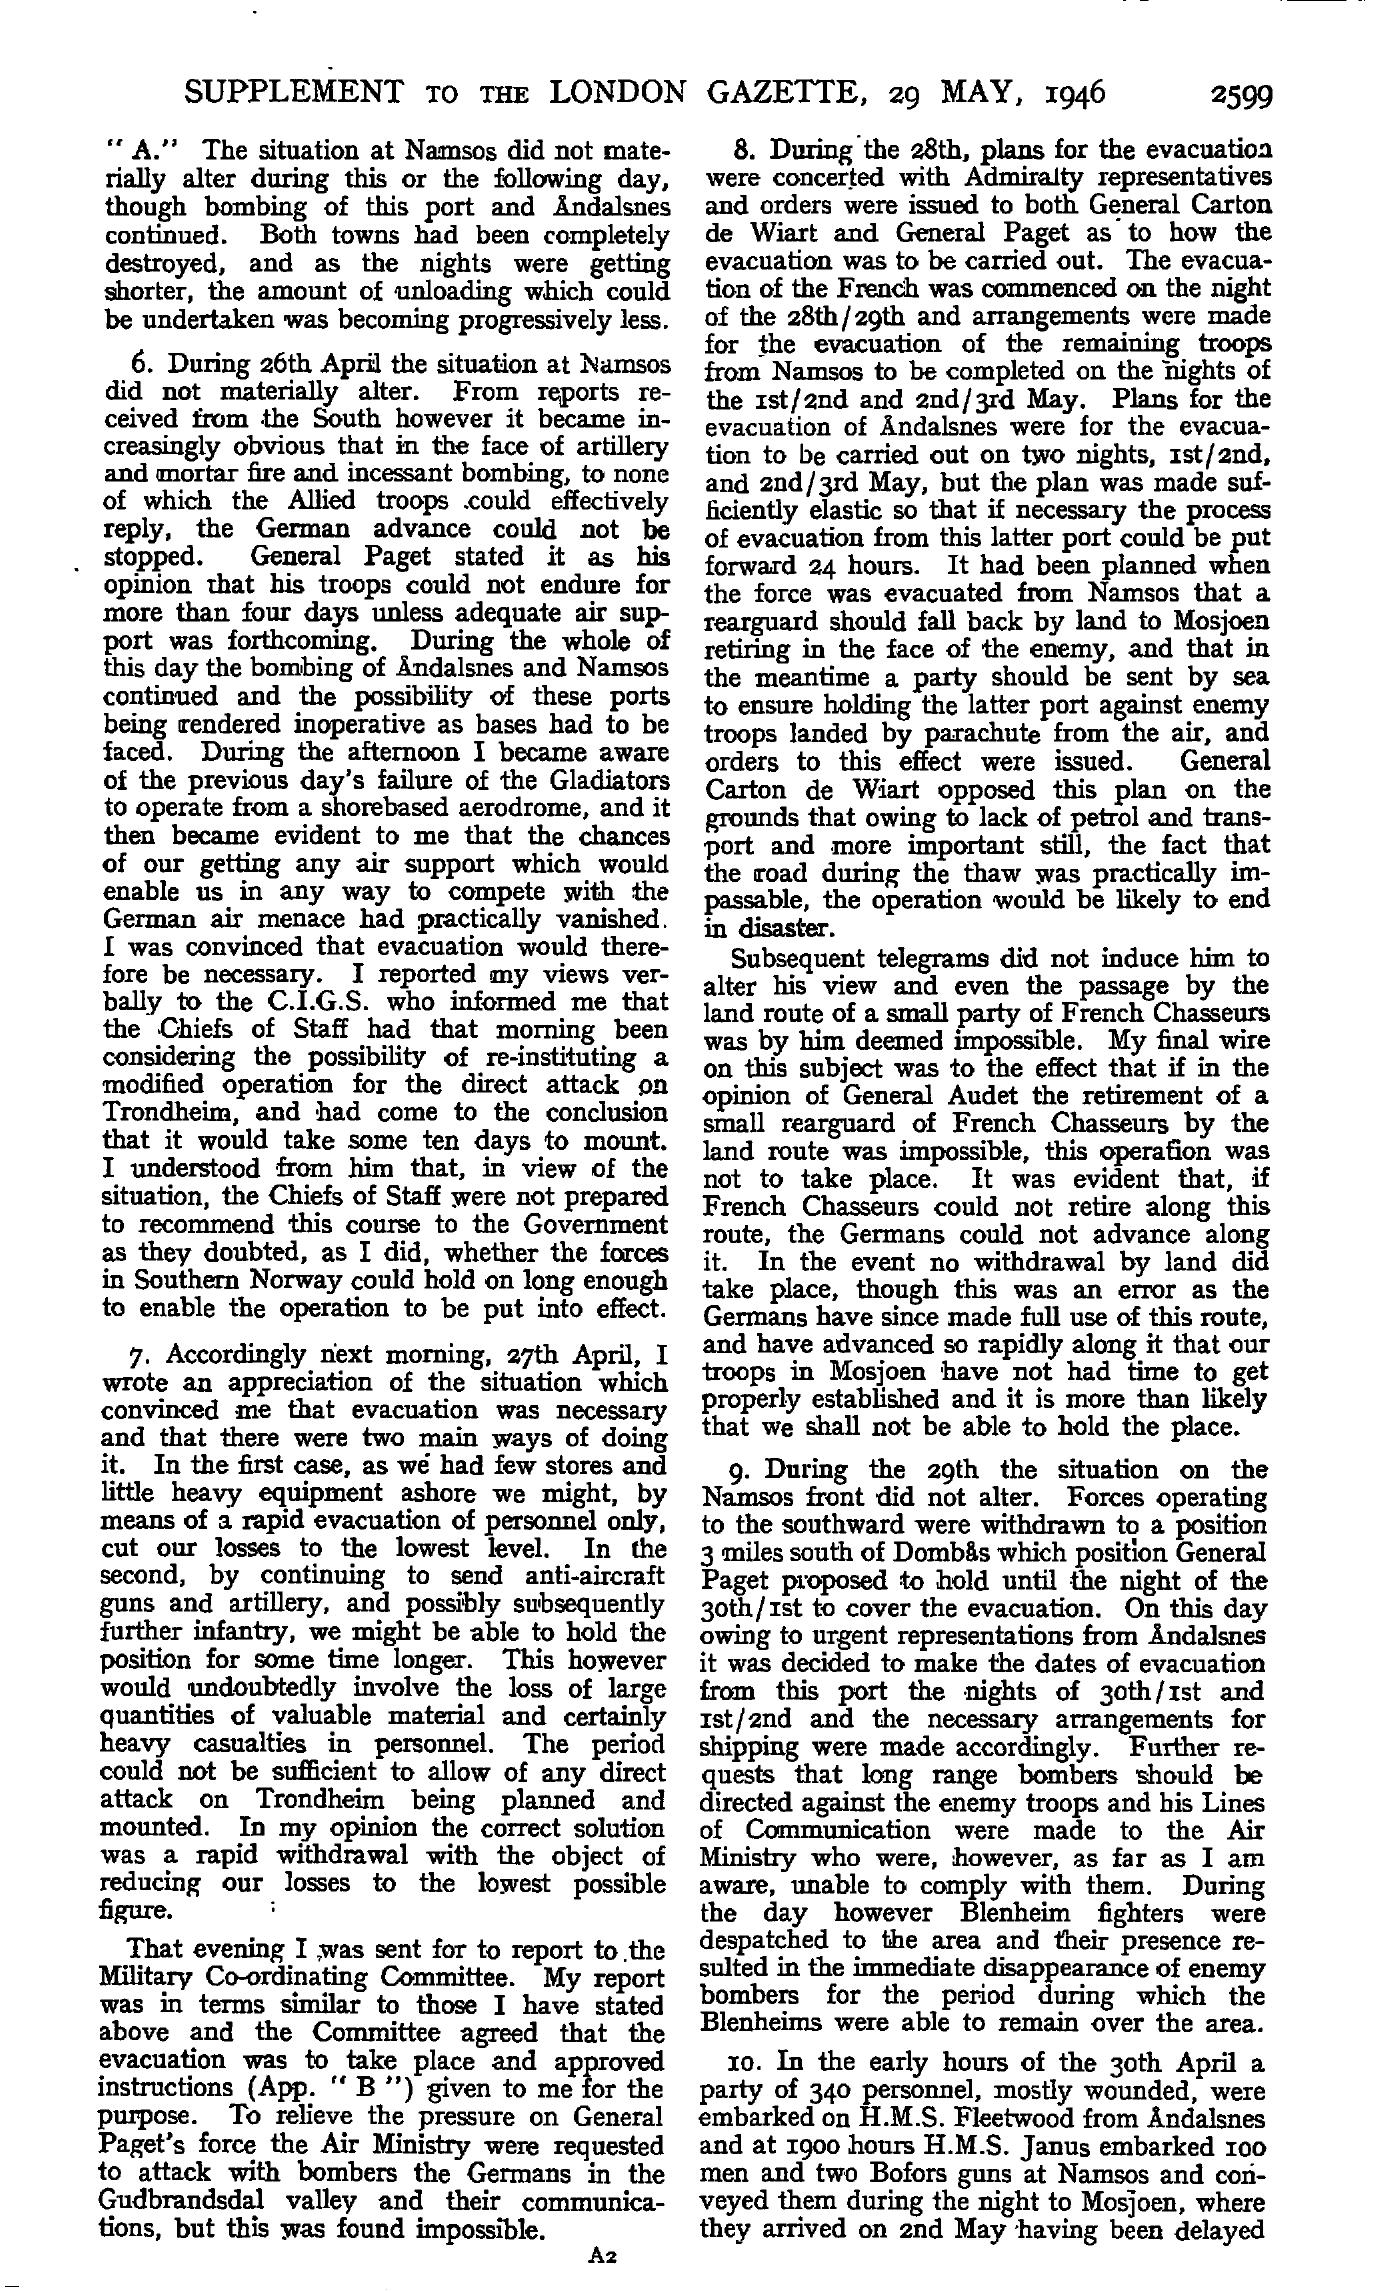 SUPPLEMENT TO THE LONDON GAZETTE, 29 MAY, 1946 2599
" A." The situation at Namsos did not mate-
rially alter during this or the following day,
though bombing of this port and Åndalsnes
continued. Both towns had been completely
destroyed, and as the nights were getting
shorter, the amount of unloading which could
be undertaken was becoming progressively less.
6. During 26th April the situation at Namsos
did not materially alter. From reports re-
ceived from the South however it became in-
creasingly obvious that in the face of artillery
and mortar fire and incessant bombing, to none
of which the Allied troops could effectively
reply, the German advance could not be
stopped. General Paget stated it as his
opinion that his troops could not endure for
more than four days unless adequate air sup-
port was forthcoming. During the whole of
this day the bombing of Åndalsnes and Namsos
continued and the possibility of these ports
being rendered inoperative as bases had to be
faced. During the afternoon I became aware
of the previous day's failure of the Gladiators
to operate from a shorebased aerodrome, and it
then became evident to me that the chances
of our getting any air support which would
enable us in any way to compete with the
German air menace had practically vanished.
I was convinced that evacuation would there-
fore be necessary. I reported my views ver-
bally to the C.I.G.S. who informed me that
the Chiefs of Staff had that morning been
considering the possibility of re-instituting a
modified operation for the direct attack on
Trondheim, and had come to the conclusion
that it would take some ten days to mount.
I understood from him that, in view of the
situation, the Chiefs of Staff were not prepared
to recommend this course to the Government
as they doubted, as I did, whether the forces
in Southern Norway could hold on long enough
to enable the operation to be put into effect.
7. Accordingly next morning, 27th April, I
wrote an appreciation of the situation which
convinced me that evacuation was necessary
and that there were two main ways of doing
it. In the first case, as we had few stores and
little heavy equipment ashore we might, by
means of a rapid evacuation of personnel only,
cut our losses to the lowest level. In the
second, by continuing to send anti-aircraft
guns and artillery, and possibly subsequently
further infantry, we might be able to hold the
position for some time longer. This however
would undoubtedly involve the loss of large
quantities of valuable material and certainly
heavy casualties in personnel. The period
could not be sufficient to allow of any direct
attack on Trondheim being planned and
mounted. In my opinion the correct solution
was a rapid withdrawal with the object of
reducing our losses to the lowest possible
figure.
That evening I was sent for to report to the
Military Co-ordinating Committee. My report
was in terms similar to those I have stated
above and the Committee agreed that the
evacuation was to take place and approved
instructions (App. " B ") given to me for the
purpose. To relieve the pressure on General
Paget's force the Air Ministry were requested
to attack with bombers the Germans in the
Gudbrandsdal valley and their communica-
tions, but this was found impossible.
A2
8. During the 28th, plans for the evacuation
were concerted with Admiralty representatives
and orders were issued to both General Carton
de Wiart and General Paget as to how the
evacuation was to be carried out. The evacua-
tion of the French was commenced on the night
of the 28th/29th and arrangements were made
for the evacuation of the remaining troops
from Namsos to be completed on the nights of
the 1st/2nd and 2nd/3rd May. Plans for the
evacuation of Åndalsnes were for the evacua-
tion to be carried out on two nights, 1st/2nd,
and 2nd/3rd May, but the plan was made suf-
ficiently elastic so that if necessary the process
of evacuation from this latter port could be put
forward 24 hours. It had been planned when
the force was evacuated from Namsos that a
rearguard should fall back by land to Mosjoen
retiring in the face of the enemy, and that in
the meantime a party should be sent by sea
to ensure holding the latter port against enemy
troops landed by parachute from the air, and
orders to this effect were issued. General
Carton de Wiart opposed this plan on the
grounds that owing to lack of petrol and trans-
port and more important still, the fact that
the road during the thaw was practically im-
passable, the operation would be likely to end
in disaster.
Subsequent telegrams did not induce him to
alter his view and even the passage by the
land route of a small party of French Chasseurs
was by him deemed impossible. My final wire
on this subject was to the effect that if in the
opinion of General Audet the retirement of a
small rearguard of French Chasseurs by the
land route was impossible, this operation was
not to take place. It was evident that, if
French Chasseurs could not retire along this
route, the Germans could not advance along
it. In the event no withdrawal by land did
take place, though this was an error as the
Germans have since made full use of this route,
and have advanced so rapidly along it that our
troops in Mosjoen have not had time to get
properly established and it is more than likely
that we shall not be able to hold the place.
9. During the 29th the situation on the
Namsos front did not alter. Forces operating
to the southward were withdrawn to a position
3 miles south of Dombås which position General
Paget proposed to hold until the night of the
30th/1st to cover the evacuation. On this day
owing to urgent representations from Åndalsnes
it was decided to make the dates of evacuation
from this port the nights of 30th/1st and
1st/2nd and the necessary arrangements for
shipping were made accordingly. Further re-
quests that long range bombers should be
directed against the enemy troops and his Lines
of Communication were made to the Air
Ministry who were, however, as far as I am
aware, unable to comply with them. During
the day however Blenheim fighters were
despatched to the area and their presence re-
sulted in the immediate disappearance of enemy
bombers for the period during which the
Blenheims were able to remain over the area.
10. In the early hours of the 30th April a
party of 340 personnel, mostly wounded, were
embarked on H.M.S. Fleetwood from Åndalsnes
and at 1900 hours H.M.S. Janus embarked 100
men and two Bofors guns at Namsos and con-
veyed them during the night to Mosjoen, where
they arrived on 2nd May having been delayed